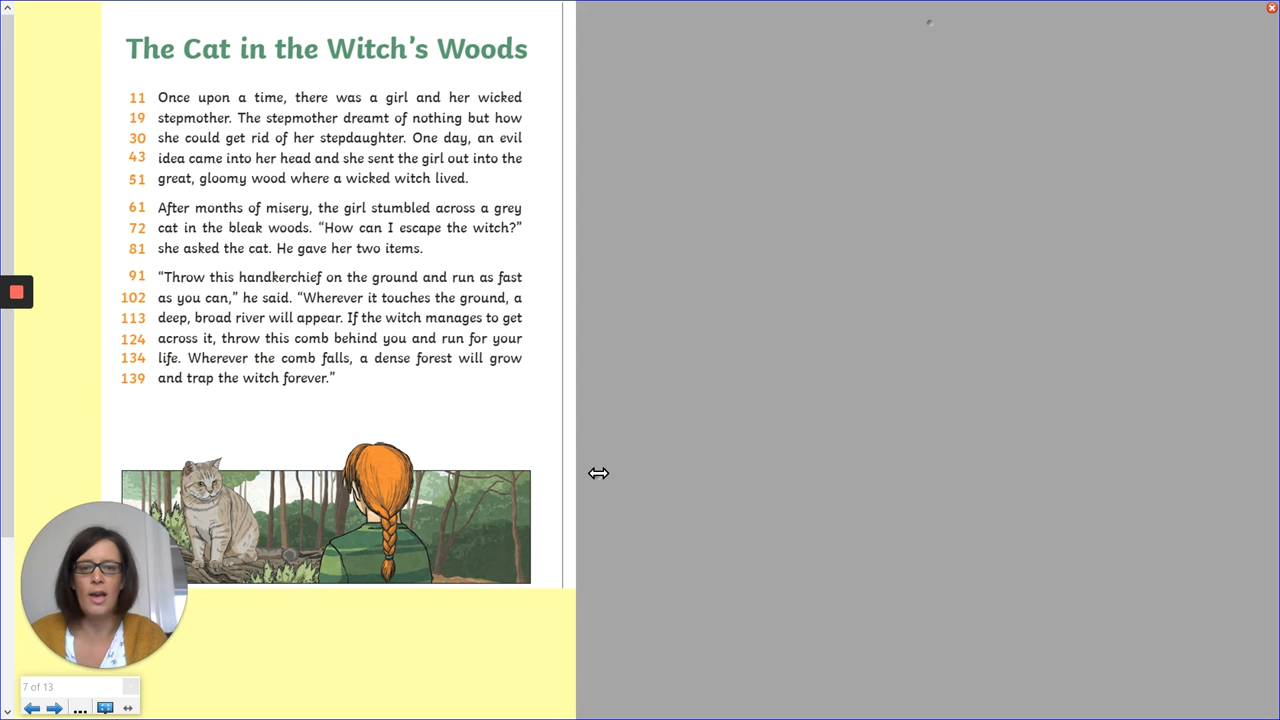 The Cat in the Witch's Woods
11 Once upon a time, there was a girl and her wicked
19 stepmother. The stepmother dreamt of nothing but how
30 she could get rid of her stepdaughter. One day, an evil
43 idea came into her head and she sent the girl out into the
51 great, gloomy wood where a wicked witch lived.
61 After months of misery, the girl stumbled across a grey
72 cat in the bleak woods. “How can I escape the witch?”
81 she asked the cat. He gave her two items.
91 “Throw this handkerchief on the ground and run as fast
102 as you can,” he said. “Wherever it touches the ground, a
113 deep, broad river will appear. If the witch manages to get
124 across it, throw this comb behind you and run for your
134 life. Wherever the comb falls, a dense forest will grow
139 and trap the witch forever.”
7 of 13